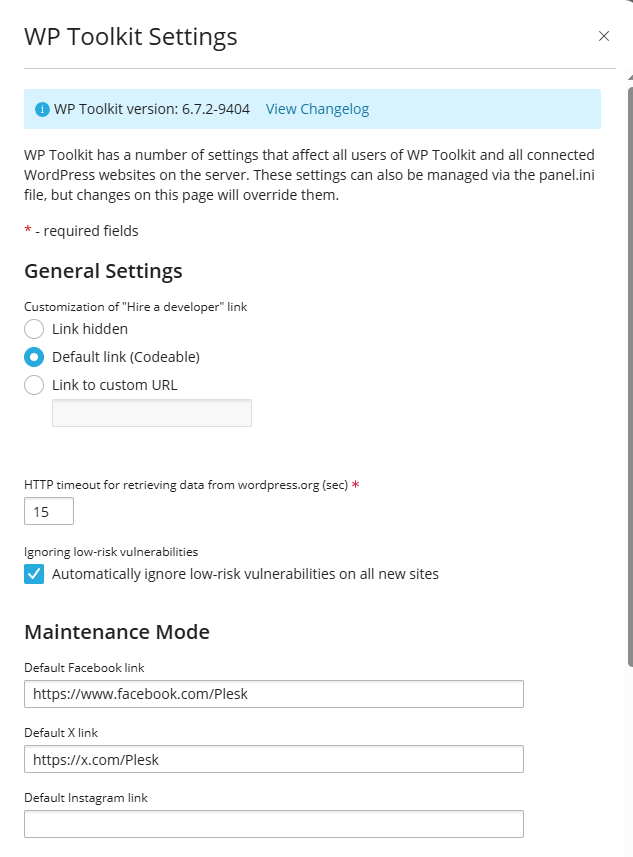 WP Toolkit Settings
WP Toolkit version: 6.7.2-9404 View Changelog
WP Toolkit has a number of settings that affect all users of WP Toolkit and all connected
WordPress websites on the server. These settings can also be managed via the panel.ini
file, but changes on this page will override them.
* - required fields
General Settings
Customization of "Hire a developer" link
Link hidden
Default link (Codeable)
Link to custom URL
HTTP timeout for retrieving data from wordpress.org (sec) *
15
Ignoring low-risk vulnerabilities
Automatically ignore low-risk vulnerabilities on all new sites
Maintenance Mode
Default Facebook link
https://www.facebook.com/Plesk
Default X link
https://x.com/Plesk
Default Instagram link